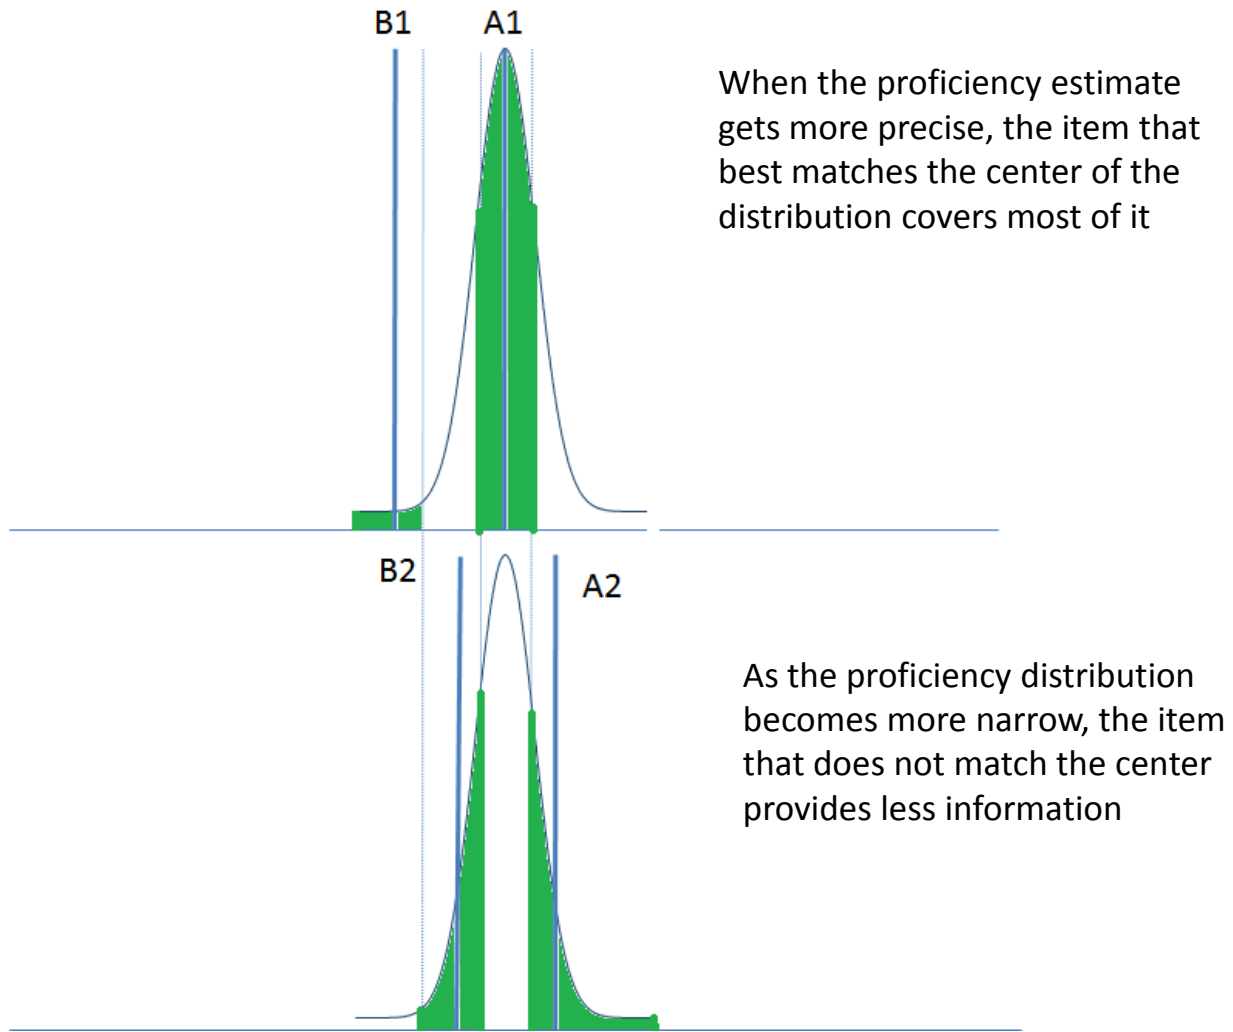 B1
A1
When the proficiency estimate
gets more precise, the item that
best matches the center of the
distribution covers most of it
B2
A2
As the proficiency distribution
becomes more narrow, the item
that does not match the center
provides less information